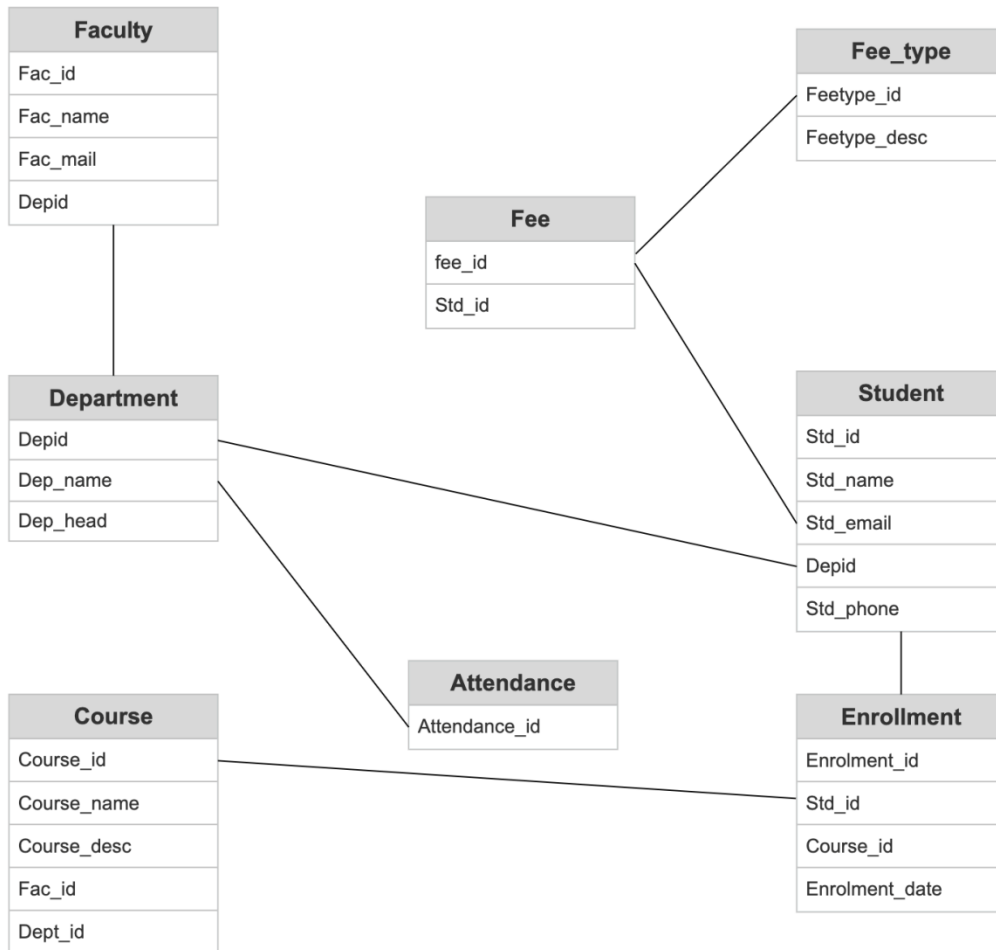 Faculty
Fac_id
Fac_name
Fac_mail
Depid
Fee_type
Feetype_id
Feetype_desc
Fee
fee_id
Std_id
Department
Depid
Dep_name
Dep_head
Student
Std_id
Std_name
Std_email
Depid
Std_phone
Attendance
Attendance_id
Course
Course_id
Course_name
Course_desc
Fac_id
Dept_id
Enrollment
Enrolment_id
Std_id
Course_id
Enrolment_date